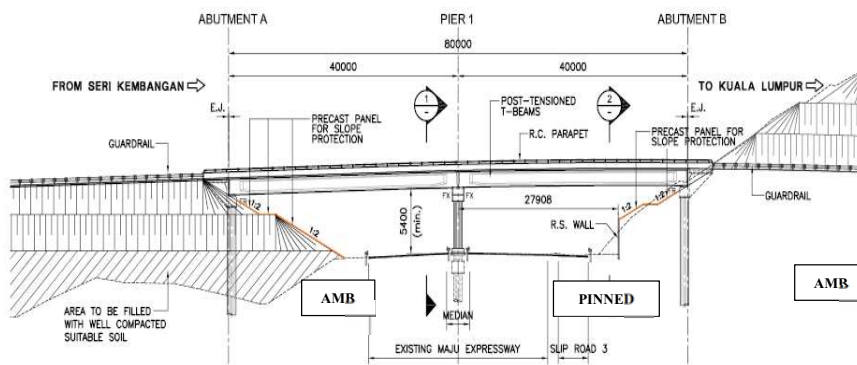 ABUTMENT A
PIER 1
ABUTMENT B
80000
40000
40000
FROM SERI KEMBANGAN
TO KUALA LUMPUR
E.J.
PRECAST PANEL
FOR SLOPE
PROTECTION
1
-
POST-TENSIONED
T-BEAMS
2
-
E.J.
R.C. PARAPET
PRECAST PANEL FOR
SLOPE PROTECTION
GUARDRAIL
GUARDRAIL
FX
FX
27908
1:2
1:2
1:2
1:2
5400
(min.)
R.S. WALL
AMB
PINNED
AMB
AREA TO BE FILLED
WITH WELL COMPACTED
SUITABLE SOIL
MEDIAN
EXISTING MAJU EXPRESSWAY
SLIP ROAD 3